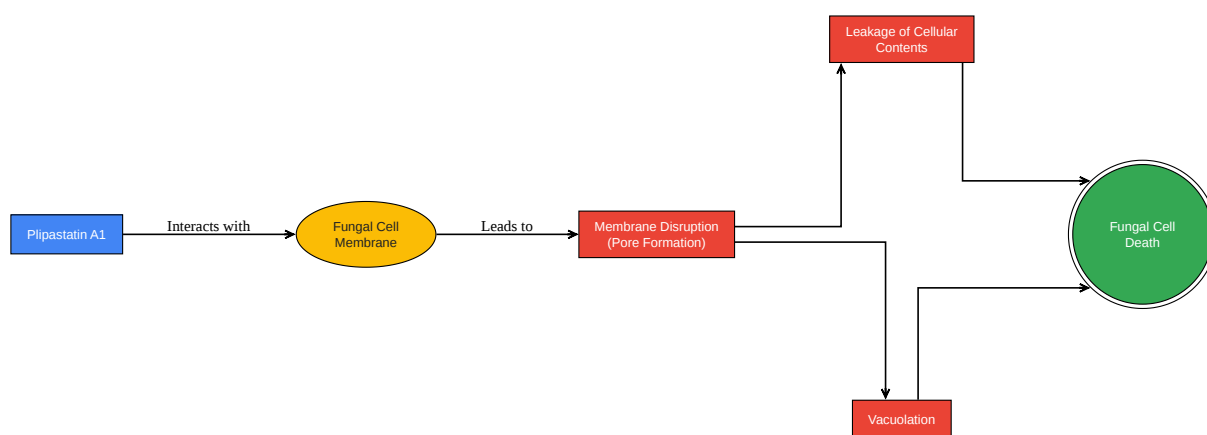 Plipastatin A1
Interacts with
Fungal Cell
Membrane
Leads to
Membrane Disruption
(Pore Formation)
Leakage of Cellular
Contents
Vacuolation
Fungal Cell
Death